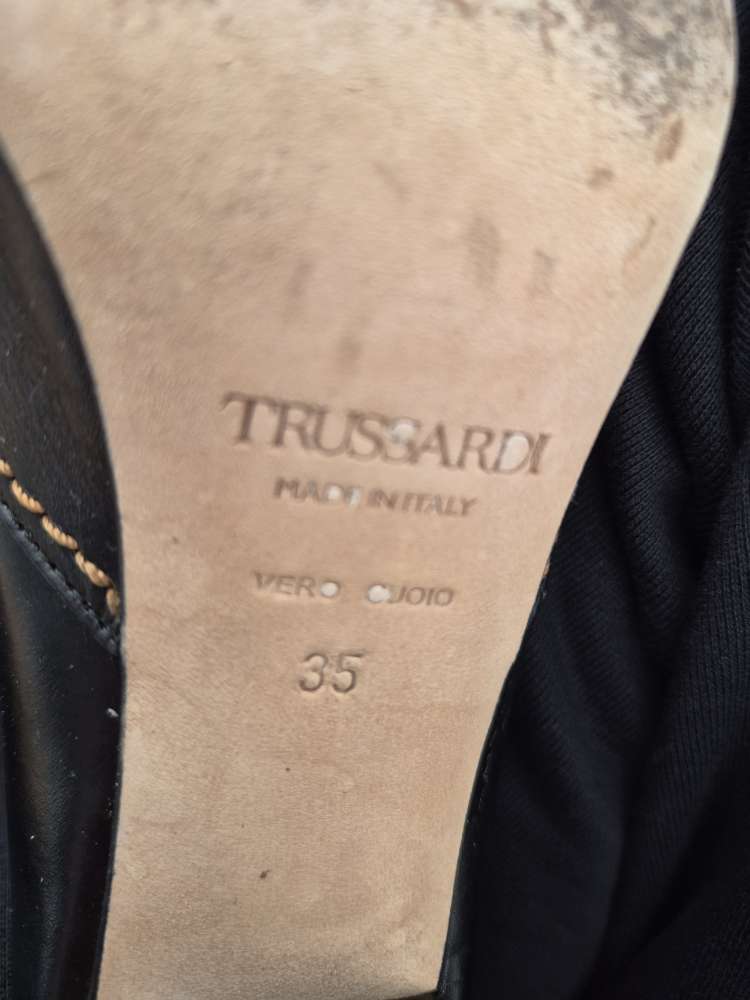 TRUSSARDI
MADE IN ITALY
VERO CUOIO
35